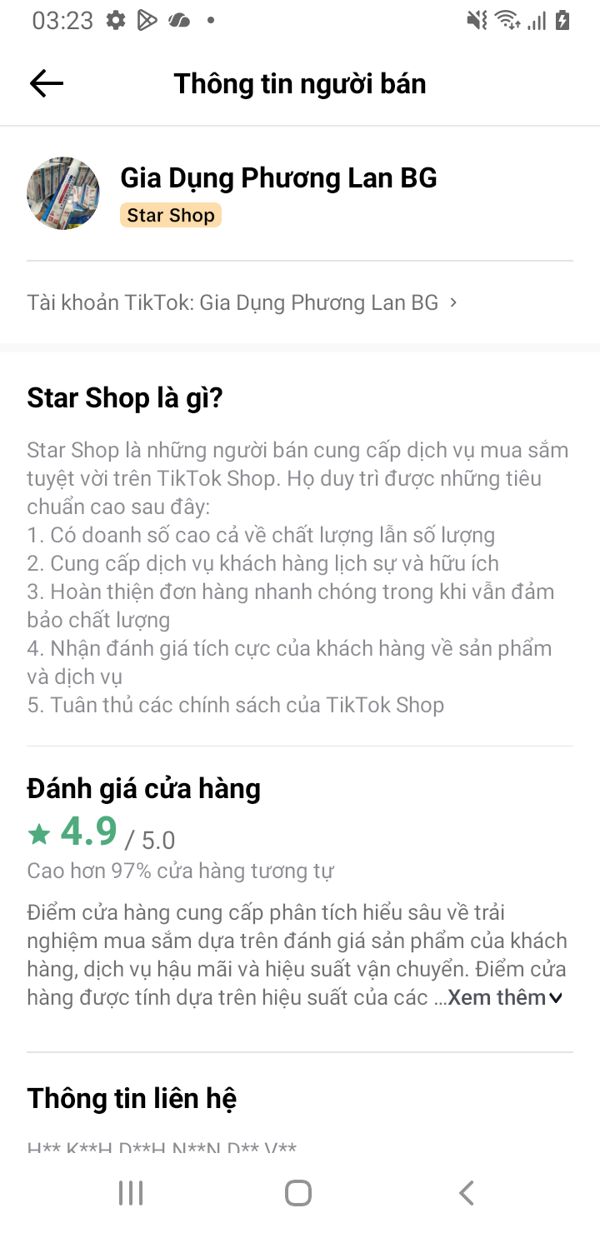 03:23
Thông tin người bán
Gia Dụng Phương Lan BG
Star Shop
Tài khoản TikTok: Gia Dụng Phương Lan BG >
Star Shop là gì?
Star Shop là những người bán cung cấp dịch vụ mua sắm
tuyệt vời trên TikTok Shop. Họ duy trì được những tiêu
chuẩn cao sau đây:
1. Có doanh số cao cả về chất lượng lẫn số lượng
2. Cung cấp dịch vụ khách hàng lịch sự và hữu ích
3. Hoàn thiện đơn hàng nhanh chóng trong khi vẫn đảm
bảo chất lượng
4. Nhận đánh giá tích cực của khách hàng về sản phẩm
và dịch vụ
5. Tuân thủ các chính sách của TikTok Shop
Đánh giá cửa hàng
4.9 / 5.0
Cao hơn 97% cửa hàng tương tự
Điểm cửa hàng cung cấp phân tích hiểu sâu về trải
nghiệm mua sắm dựa trên đánh giá sản phẩm của khách
hàng, dịch vụ hậu mãi và hiệu suất vận chuyển. Điểm cửa
hàng được tính dựa trên hiệu suất của các ...Xem thêm
Thông tin liên hệ
H** K**H D**H N**N D** V**